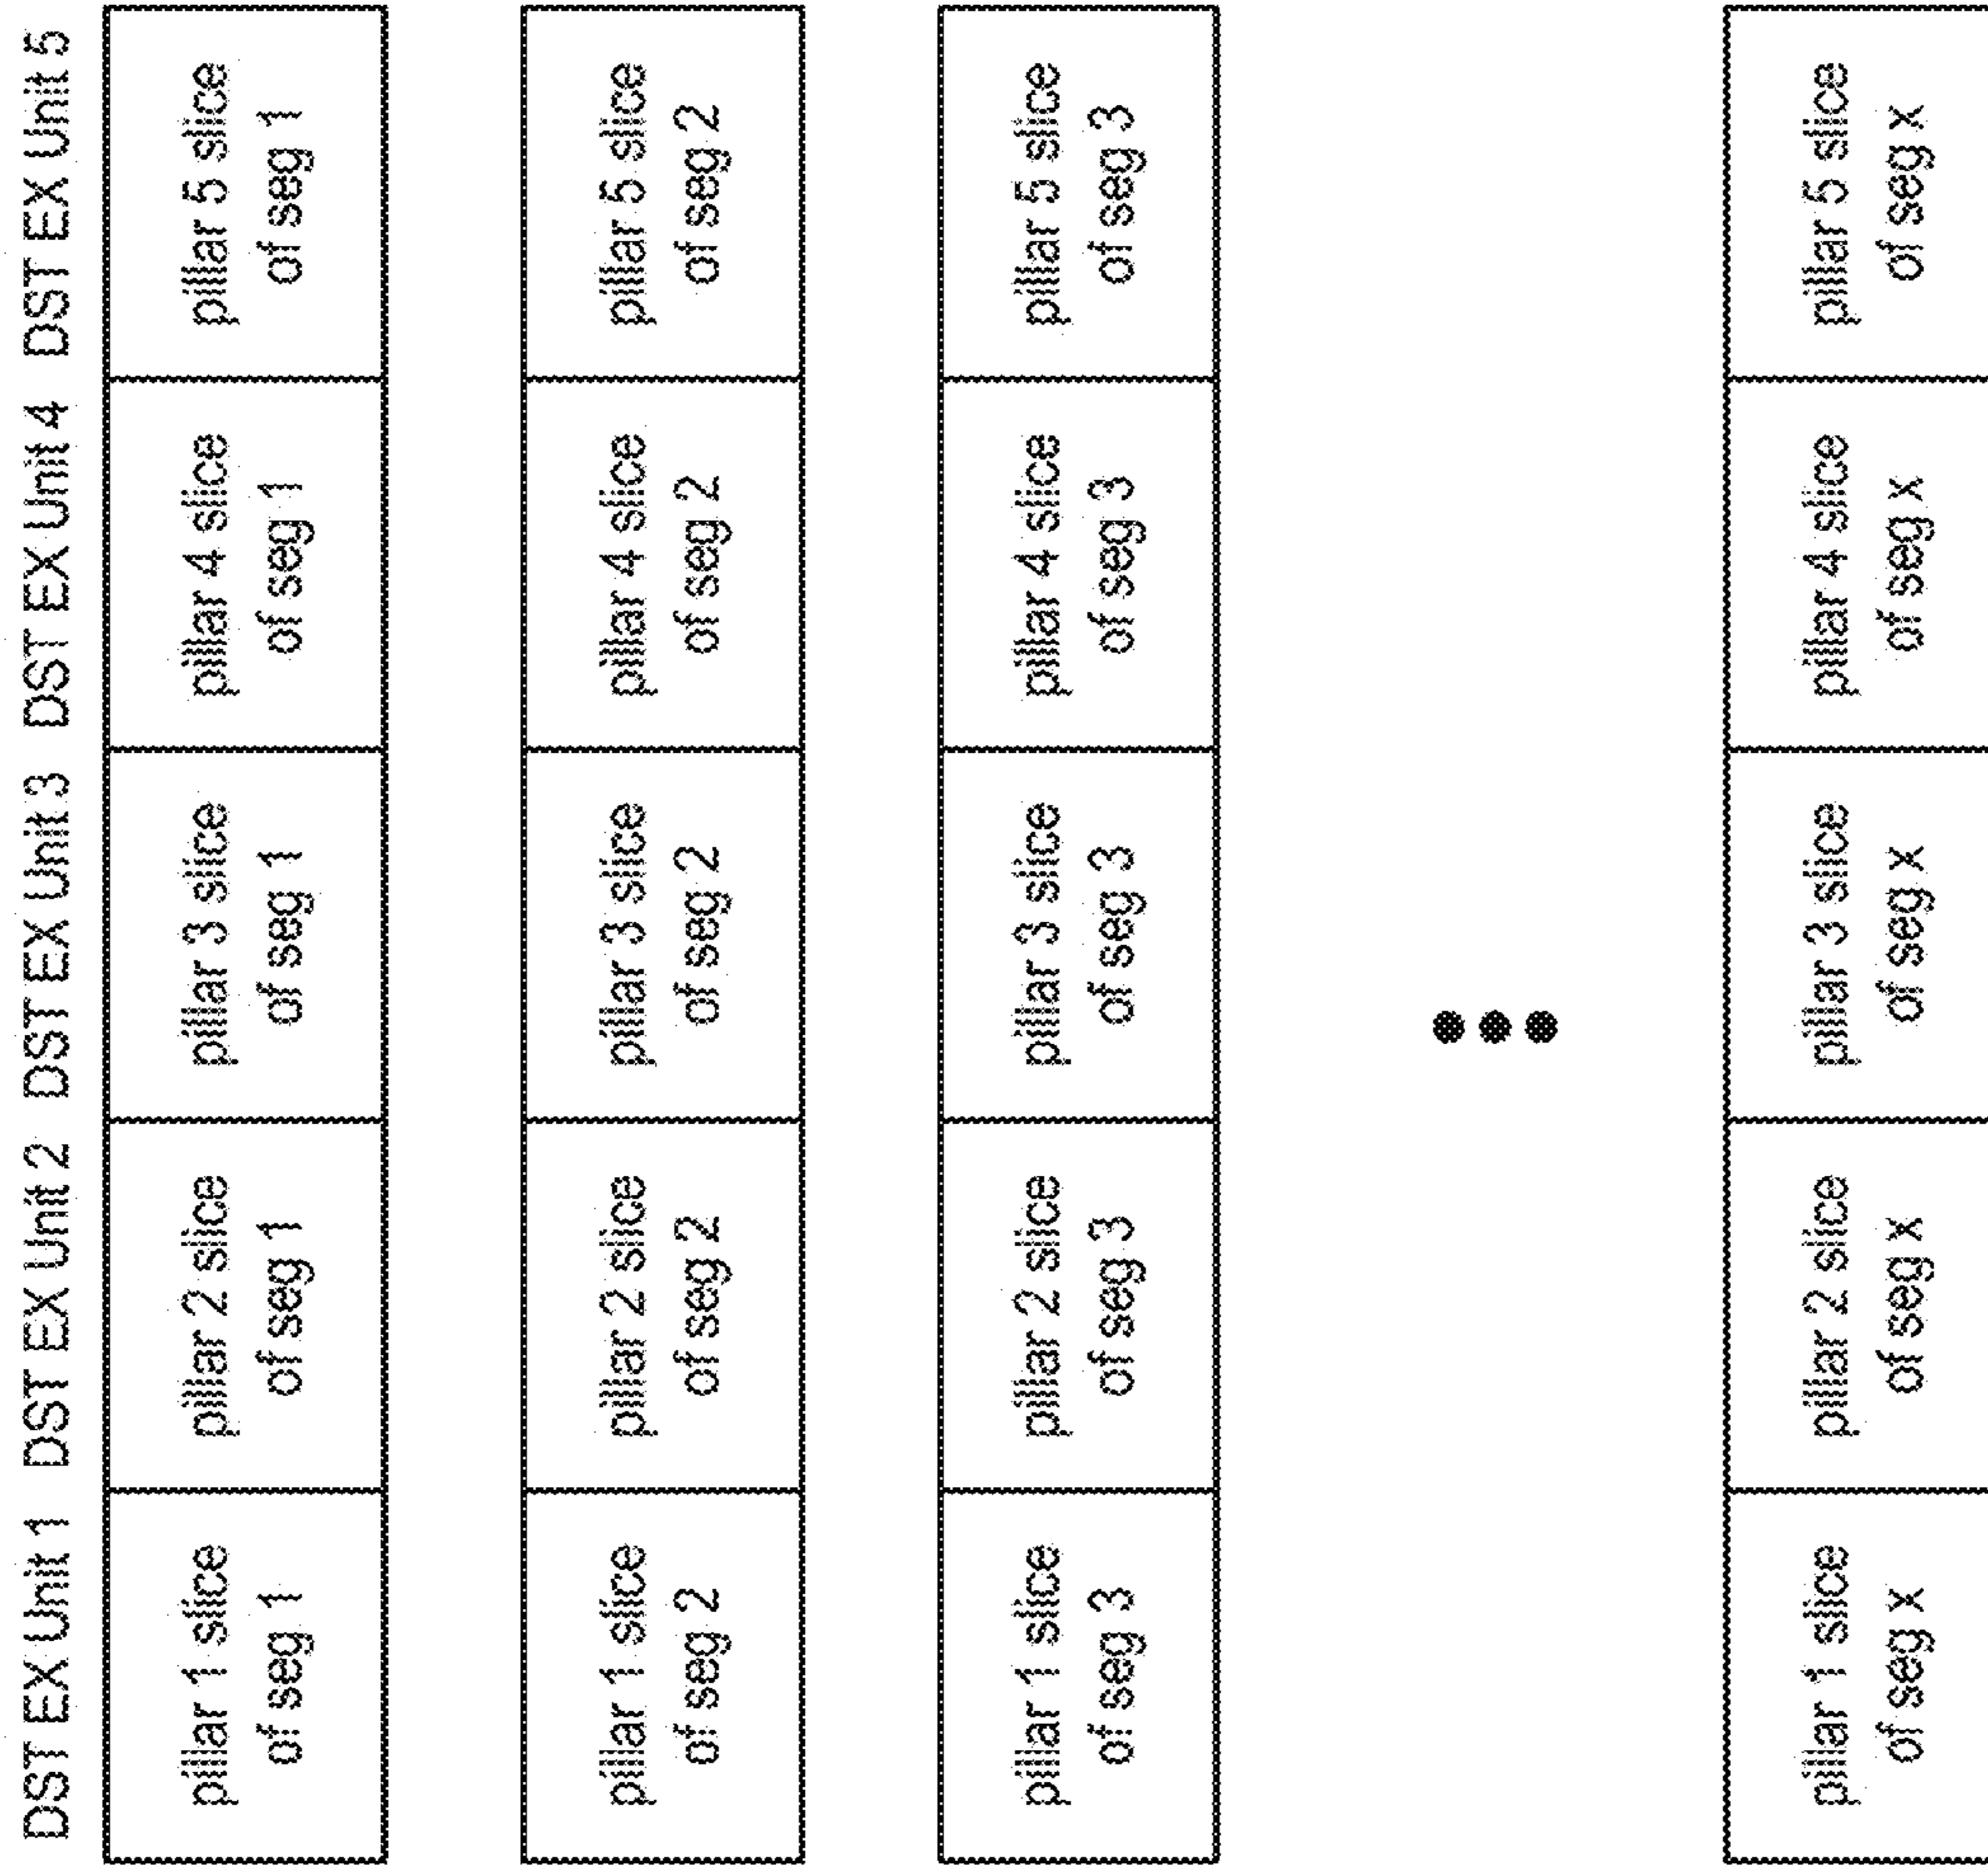 DST EX Unit 1 DST EX Unit 2 DST EX Unit 3 DST EX Unit 4 DST EX Unit 5
pillar 1 slice
of seg 1
pillar 2 slice
of seg 1
pillar 3 slice
of seg 1
pillar 4 slice
of seg 1
pillar 5 slice
of seg 1
pillar 1 slice
of seg 2
pillar 2 slice
of seg 2
pillar 3 slice
of seg 2
pillar 4 slice
of seg 2
pillar 5 slice
of seg 2
pillar 1 slice
of seg 3
pillar 2 slice
of seg 3
pillar 3 slice
of seg 3
pillar 4 slice
of seg 3
pillar 5 slice
of seg 3
pillar 1 slice
of seg x
pillar 2 slice
of seg x
pillar 3 slice
of seg x
pillar 4 slice
of seg x
pillar 5 slice
of seg x